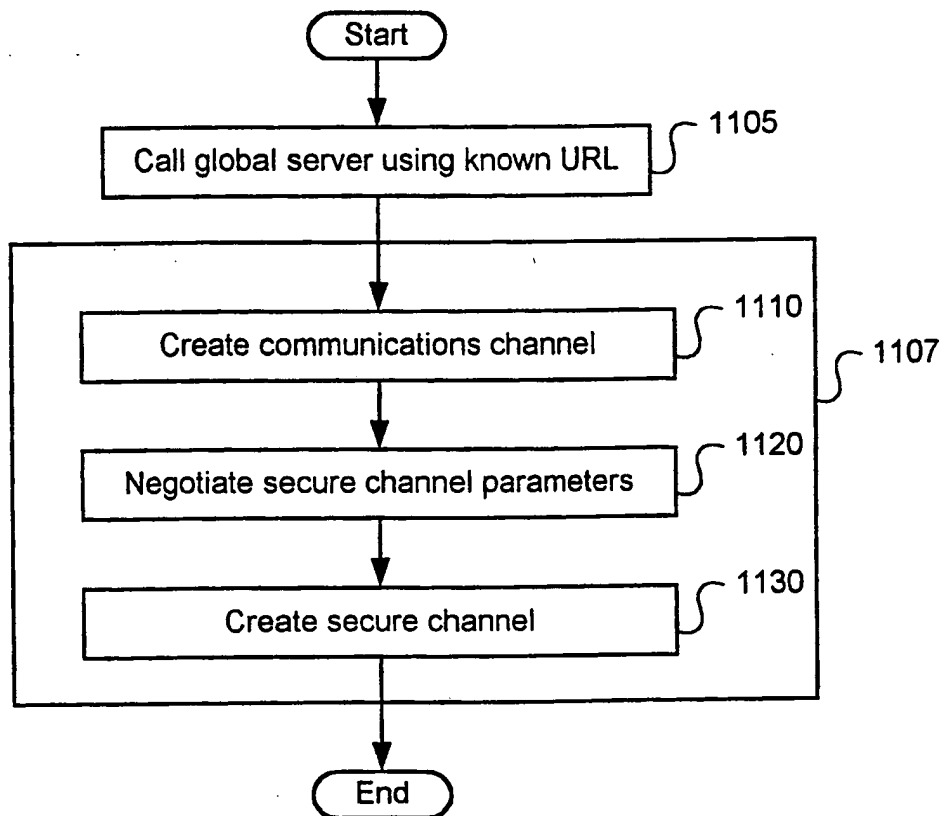 Start
Call global server using known URL
1105
Create communications channel
1110
1107
Negotiate secure channel parameters
1120
Create secure channel
1130
End